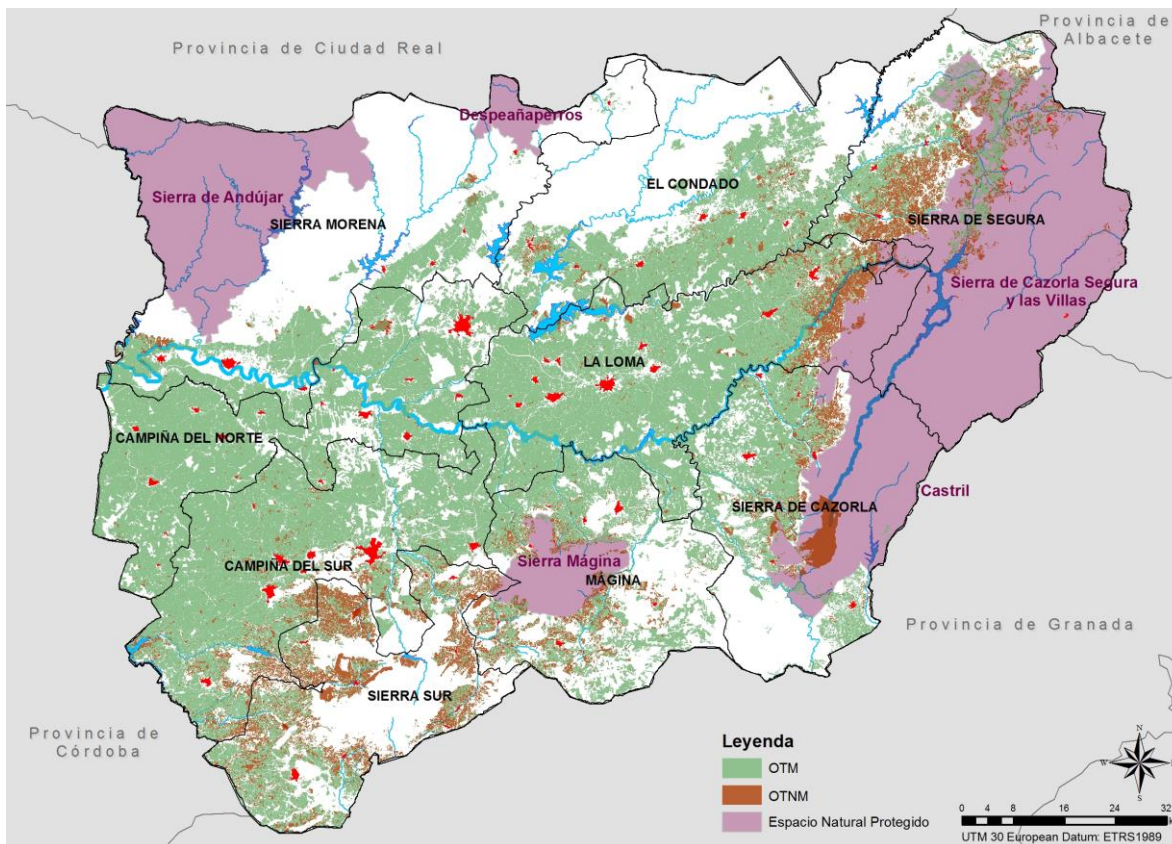 Provincia de Ciudad Real
Provincia de
Albacete
Despeñaperros
Sierra de Andújar
SIERRA MORENA
EL CONDADO
SIERRA DE SEGURA
Sierra de Cazorla Segura
y las Villas
LA LOMA
CAMPIÑA DEL NORTE
Castril
SIERRA DE CAZORLA
CAMPIÑA DEL SUR
Sierra Mágina
MÁGINA
Provincia de Granada
SIERRA SUR
Provincia de
Córdoba
Leyenda
OTM
OTNM
Espacio Natural Protegido
N
W
S
0 4 8 16 24 32
UTM 30 European Datum: ETRS1989